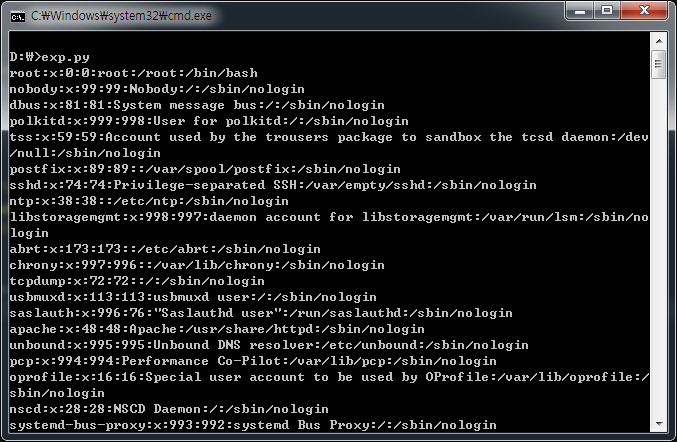 C:₩Windows₩system32₩cmd.exe
D:₩>exp.py
root:x:0:0:root:/root:/bin/bash
nobody:x:99:99:Nobody:/:/sbin/nologin
dbus:x:81:81:System message bus:/:/sbin/nologin
polkitd:x:999:998:User for polkitd:/:/sbin/nologin
tss:x:59:59:Account used by the trousers package to sandbox the tcsd daemon:/dev
/null:/sbin/nologin
postfix:x:89:89::/var/spool/postfix:/sbin/nologin
sshd:x:74:74:Privilege-separated SSH:/var/empty/sshd:/sbin/nologin
ntp:x:38:38::/etc/ntp:/sbin/nologin
libstoragemgmt:x:998:997:daemon account for libstoragemgmt:/var/run/lsm:/sbin/no
login
abrt:x:173:173::/etc/abrt:/sbin/nologin
chrony:x:997:996::/var/lib/chrony:/sbin/nologin
tcpdump:x:72:72::/:/sbin/nologin
usbmuxd:x:113:113:usbmuxd user:/:/sbin/nologin
saslauth:x:996:76:"Saslauthd user":/run/saslauthd:/sbin/nologin
apache:x:48:48:Apache:/usr/share/httpd:/sbin/nologin
unbound:x:995:995:Unbound DNS resolver:/etc/unbound:/sbin/nologin
pcp:x:994:994:Performance Co-Pilot:/var/lib/pcp:/sbin/nologin
oprofile:x:16:16:Special user account to be used by OProfile:/var/lib/oprofile:/
sbin/nologin
nscd:x:28:28:NSCD Daemon:/:/sbin/nologin
systemd-bus-proxy:x:993:992:systemd Bus Proxy:/:/sbin/nologin